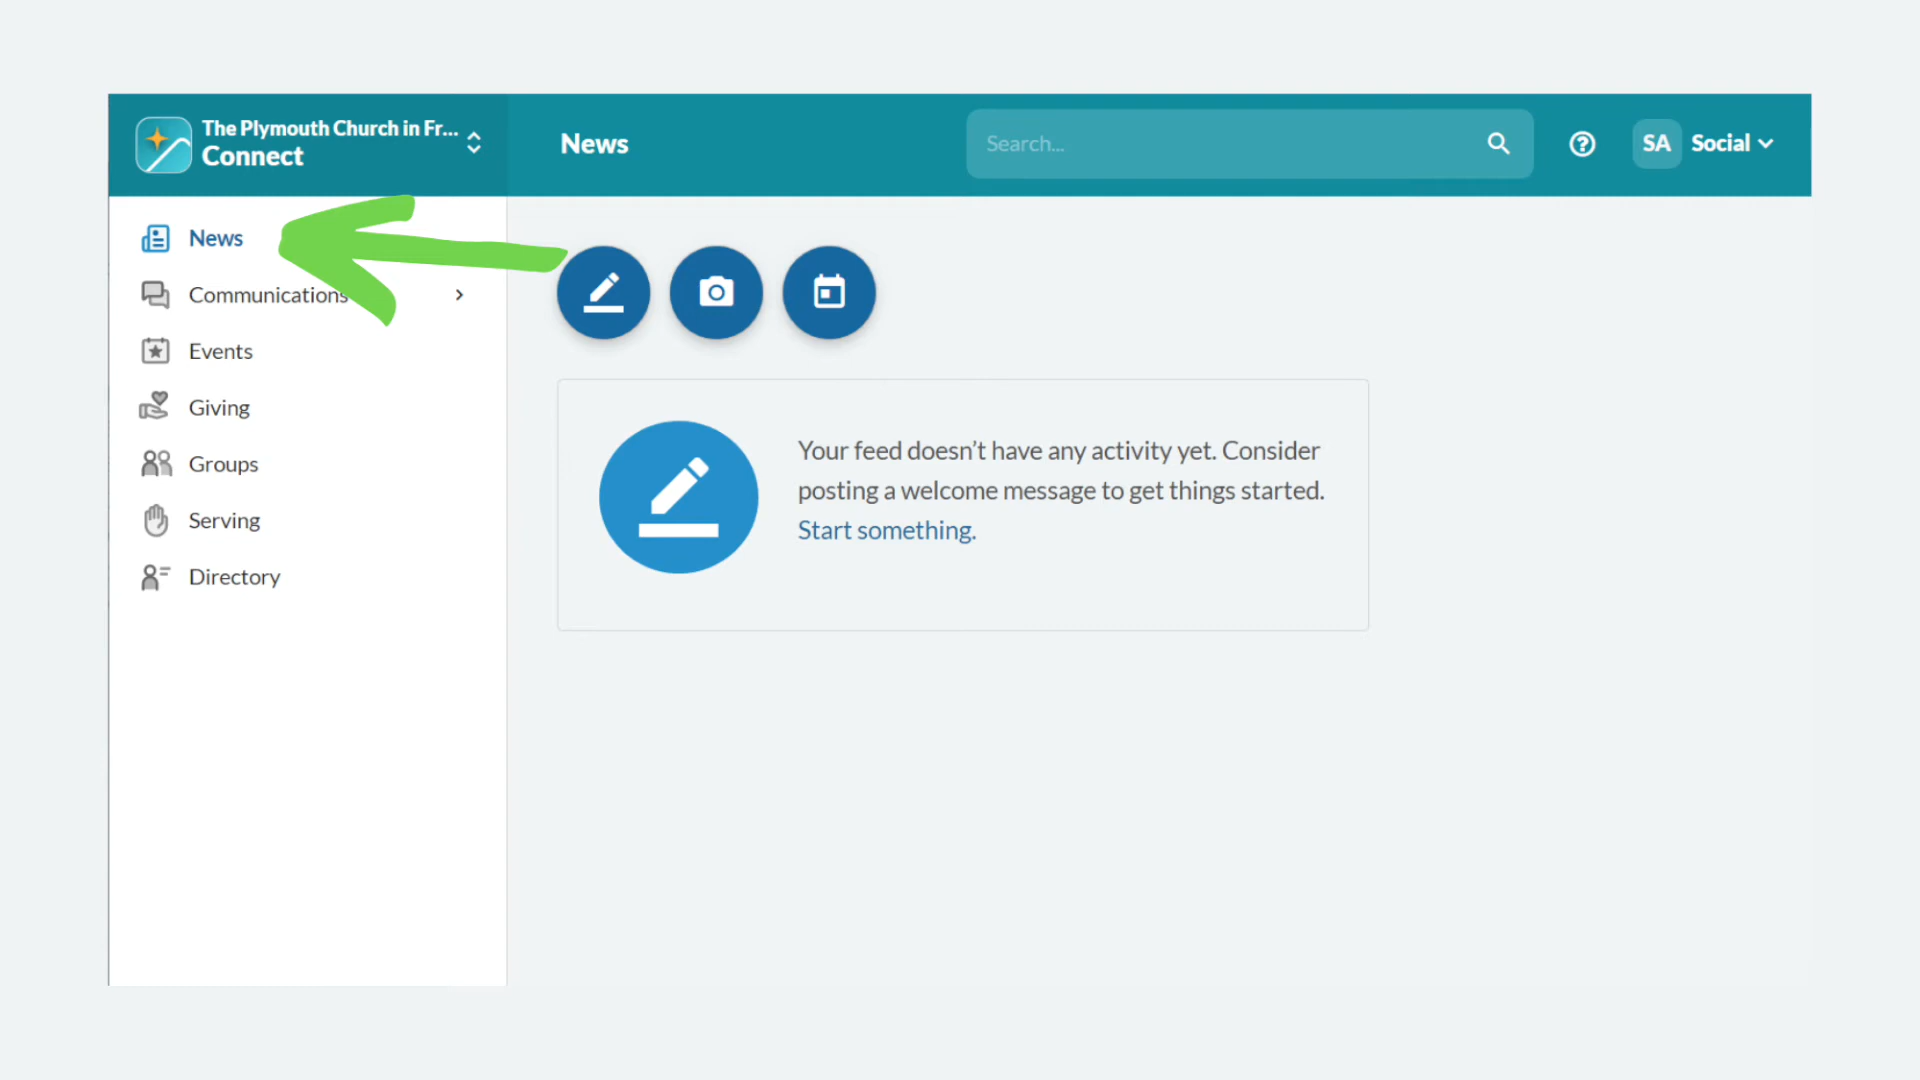 The Plymouth Church in Fr...
Connect
News
Search...
SA
Social
News
Communications
Events
Giving
Groups
Serving
Directory
Your feed doesn’t have any activity yet. Consider
posting a welcome message to get things started.
Start something.